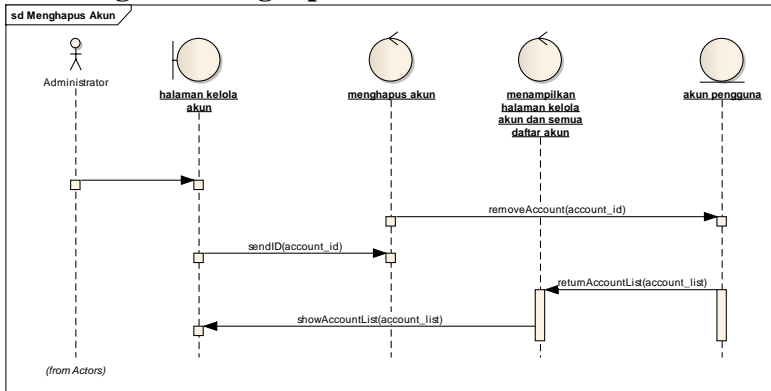 sd Menghapus Akun
Administrator
halaman kelola
akun
menghapus akun
menampilkan
halaman kelola
akun dan semua
daftar akun
akun pengguna
removeAccount(account_id)
sendID(account_id)
returnAccountList(account_list)
showAccountList(account_list)
(from Actors)